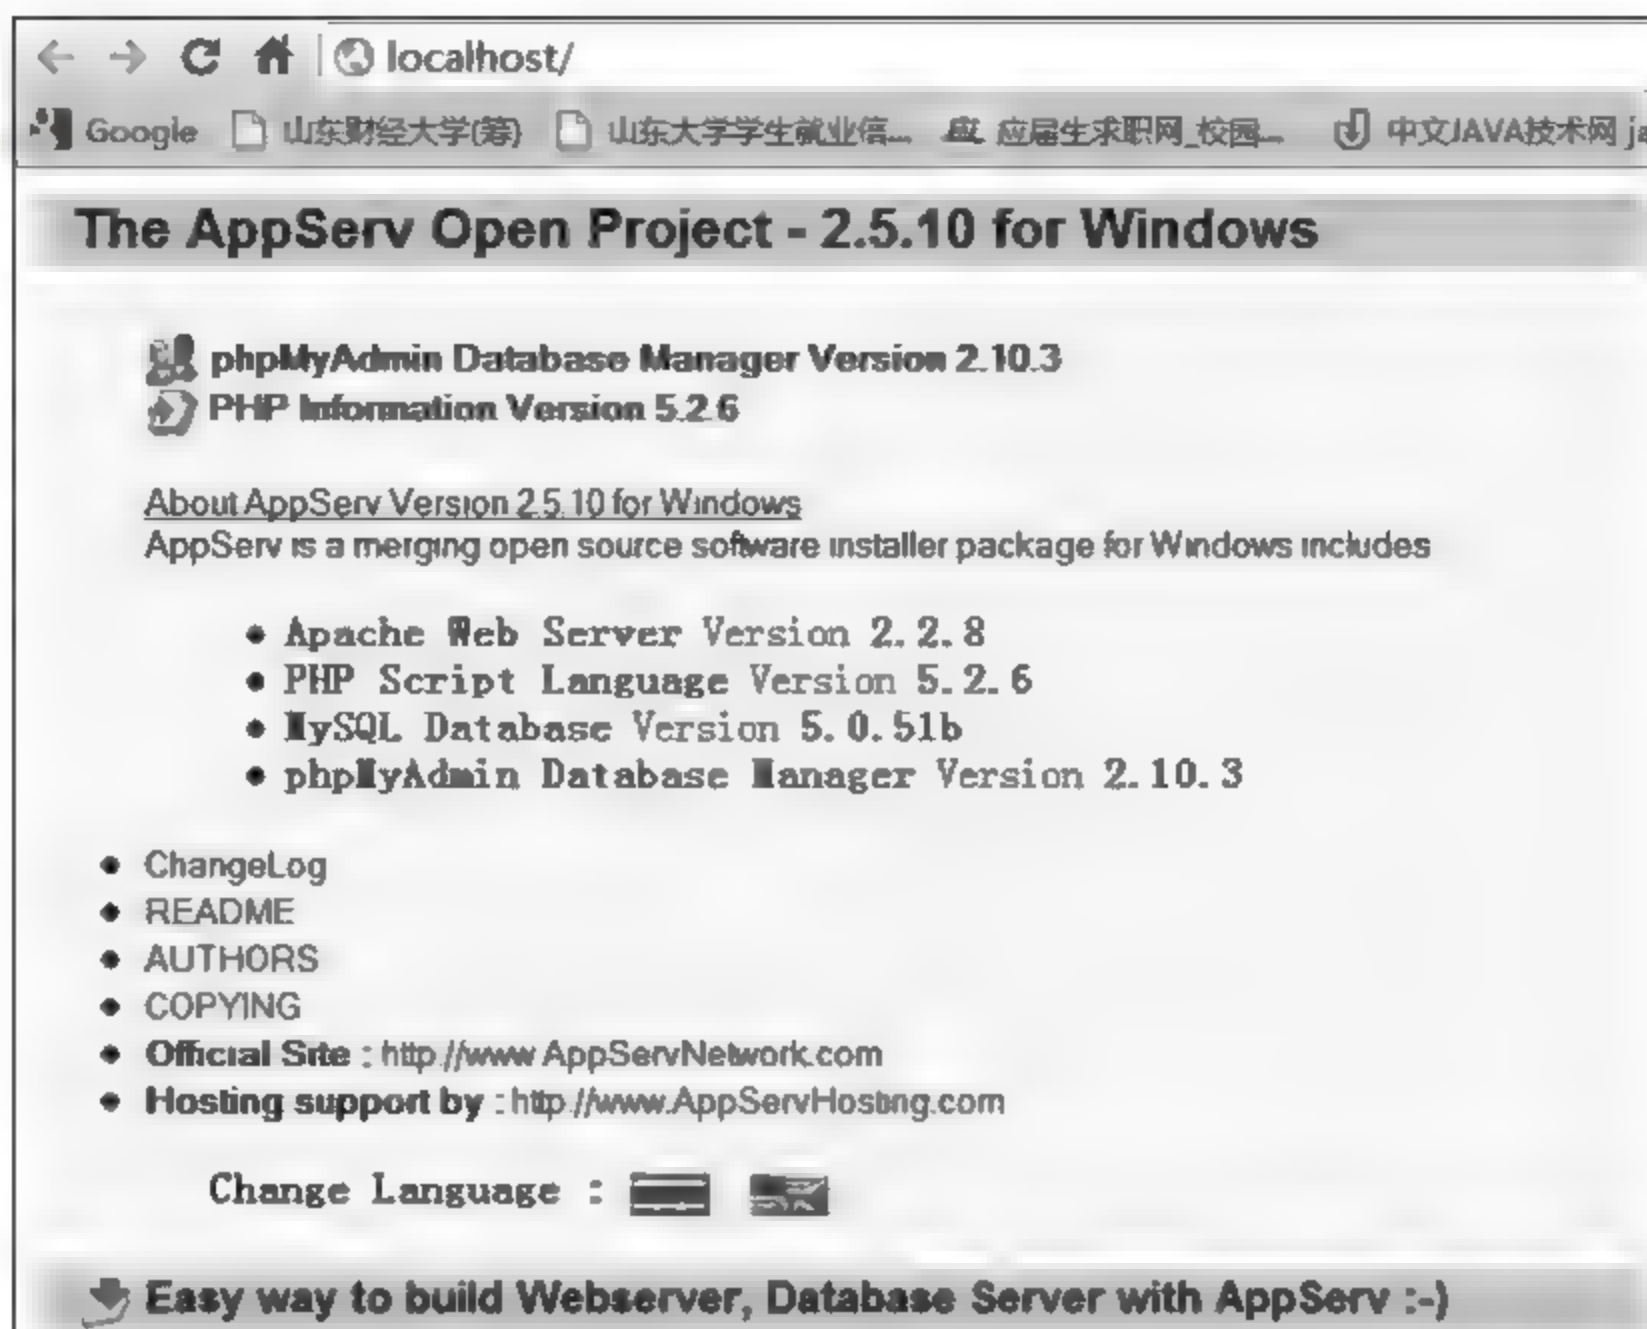 localhost/
Google 山东财经大学(筹) 山东大学学生就业信... 应届生求职网_校园... 中文JAVA技术网 ja
The AppServ Open Project - 2.5.10 for Windows
phpMyAdmin Database Manager Version 2.10.3
PHP Information Version 5.2.6
About AppServ Version 2.5.10 for Windows
AppServ is a merging open source software installer package for Windows includes
Apache Web Server Version 2.2.8
PHP Script Language Version 5.2.6
MySQL Database Version 5.0.51b
phpMyAdmin Database Manager Version 2.10.3
ChangeLog
README
AUTHORS
COPYING
Official Site : http://www.AppServNetwork.com
Hosting support by : http://www.AppServHosting.com
Change Language :
Easy way to build Webserver, Database Server with AppServ :-)